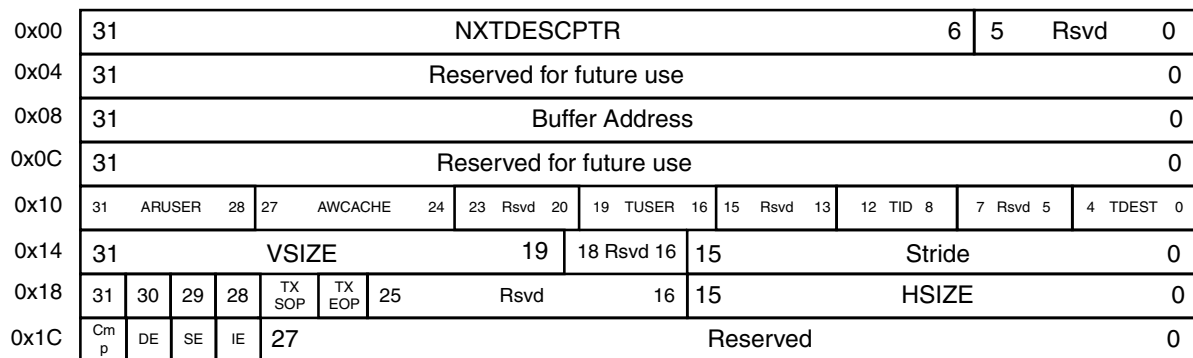 0x00 31 NXTDESCPTR 6 5 Rsvd 0
0x04 31 Reserved for future use 0
0x08 31 Buffer Address 0
0x0C 31 Reserved for future use 0
0x10 31 ARUSER 28 27 AWCACHE 24 23 Rsvd 20 19 TUSER 16 15 Rsvd 13 12 TID 8 7 Rsvd 5 4 TDEST 0
0x14 31 VSIZE 19 18 Rsvd 16 15 Stride 0
0x18 31 30 29 28 TX SOP TX EOP 25 Rsvd 16 15 HSIZE 0
0x1C Cm p DE SE IE 27 Reserved 0